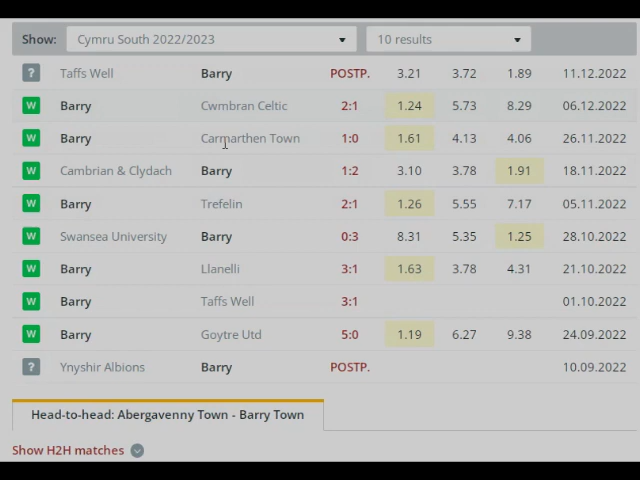 Show: Cymru South 2022/2023 10 results
? Taffs Well Barry POSTP. 3.21 3.72 1.89 11.12.2022
W Barry Cwmbran Celtic 2:1 1.24 5.73 8.29 06.12.2022
W Barry Carmarthen Town 1:0 1.61 4.13 4.06 26.11.2022
W Cambrian & Clydach Barry 1:2 3.10 3.78 1.91 18.11.2022
W Barry Trefelin 2:1 1.26 5.55 7.17 05.11.2022
W Swansea University Barry 0:3 8.31 5.35 1.25 28.10.2022
W Barry Llanelli 3:1 1.63 3.78 4.31 21.10.2022
W Barry Taffs Well 3:1 01.10.2022
W Barry Goytre Utd 5:0 1.19 6.27 9.38 24.09.2022
? Ynyshir Albions Barry POSTP. 10.09.2022
Head-to-head: Abergavenny Town - Barry Town
Show H2H matches